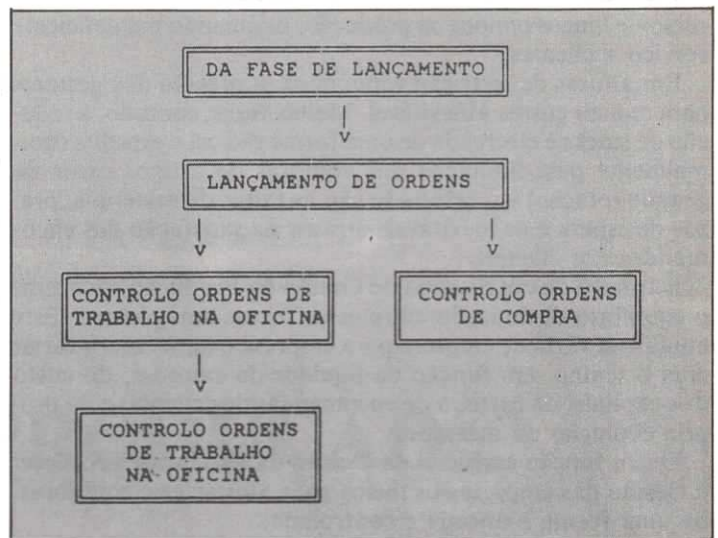 DA FASE DE LANÇAMENTO
LANÇAMENTO DE ORDENS
CONTROLO ORDENS DE
TRABALHO NA OFICINA
CONTROLO ORDENS
DE COMPRA
CONTROLO ORDENS
DE TRABALHO
NA OFICINA